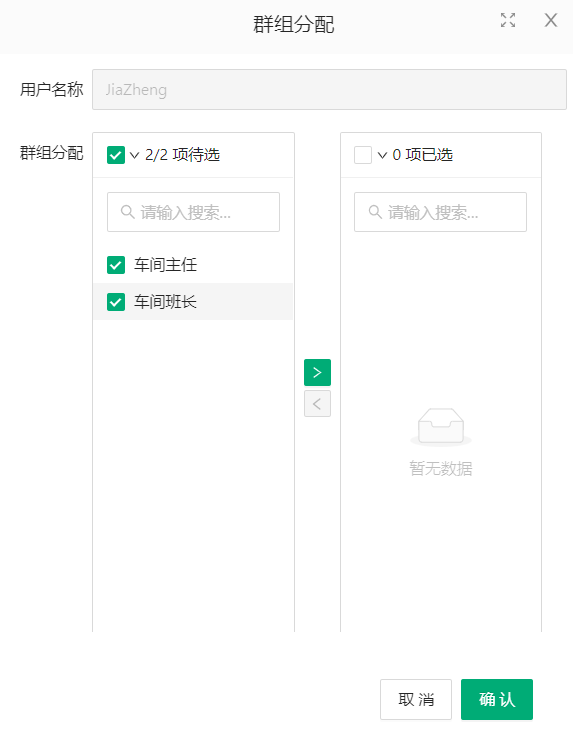 群组分配
用户名称
JiaZheng
群组分配
2/2 项待选
0 项已选
请输入搜索...
请输入搜索...
车间主任
车间班长
暂无数据
取 消
确 认